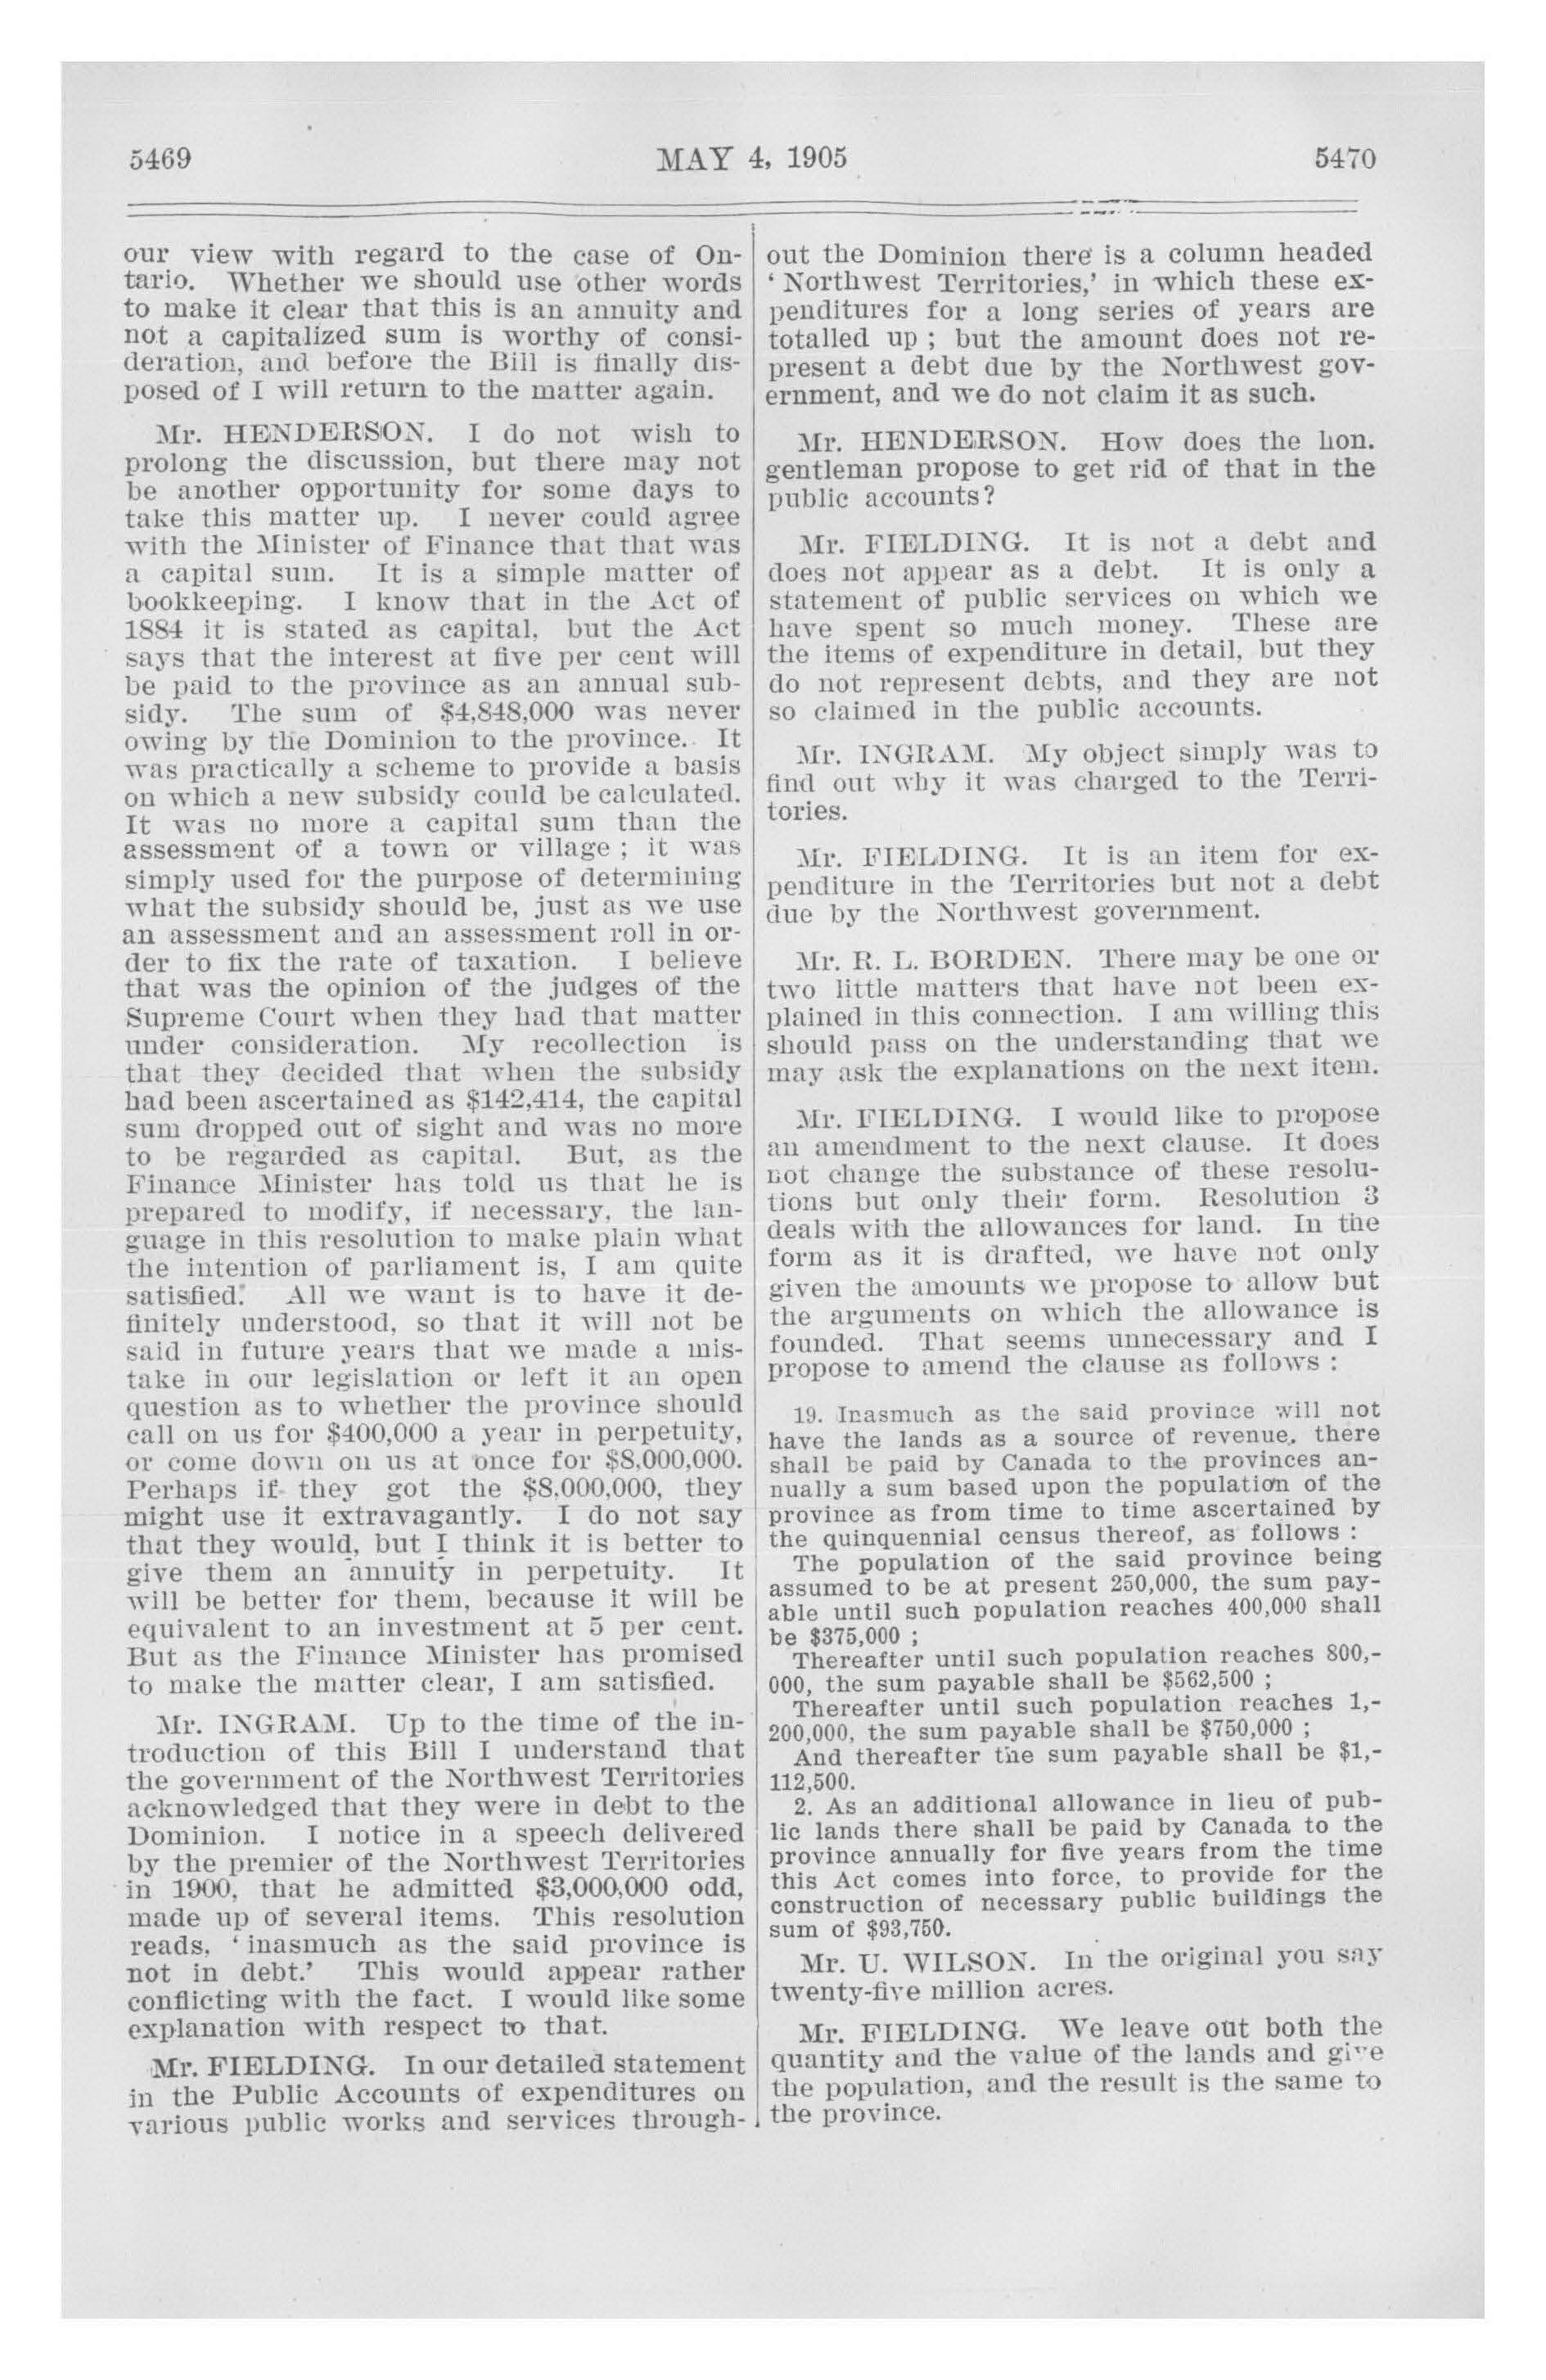 5469
MAY 4, 1905
5470
our view with regard to the case of On-
tario. Whether we should use other words
to make it clear that this is an annuity and
not a capitalized sum is worthy of consi-
deration, and before the Bill is finally dis-
posed of I will return to the matter again.
Mr. HENDERSON. I do not wish to
prolong the discussion, but there may not
be another opportunity for some days to
take this matter up. I never could agree
with the Minister of Finance that that was
a capital sum. It is a simple matter of
bookkeeping. I know that in the Act of
1884 it is stated as capital, but the Act
says that the interest at five per cent will
be paid to the province as an annual sub-
sidy. The sum of $4,848,000 was never
owing by the Dominion to the province. It
was practically a scheme to provide a basis
on which a new subsidy could be calculated.
It was no more a capital sum than the
assessment of a town or village ; it was
simply used for the purpose of determining
what the subsidy should be, just as we use
an assessment and an assessment roll in or-
der to fix the rate of taxation. I believe
that was the opinion of the judges of the
Supreme Court when they had that matter
under consideration. My recollection is
that they decided that when the subsidy
had been ascertained as $142,414, the capital
sum dropped out of sight and was no more
to be regarded as capital. But, as the
Finance Minister has told us that he is
prepared to modify, if necessary, the lan-
guage in this resolution to make plain what
the intention of parliament is, I am quite
satisfied. All we want is to have it de-
finitely understood, so that it will not be
said in future years that we made a mis-
take in our legislation or left it an open
question as to whether the province should
call on us for $400,000 a year in perpetuity,
or come down on us at once for $8,000,000.
Perhaps if they got the $8,000,000, they
might use it extravagantly. I do not say
that they would, but I think it is better to
give them an annuity in perpetuity. It
will be better for them, because it will be
equivalent to an investment at 5 per cent.
But as the Finance Minister has promised
to make the matter clear, I am satisfied.
Mr. INGRAM. Up to the time of the in-
troduction of this Bill I understand that
the government of the Northwest Territories
acknowledged that they were in debt to the
Dominion. I notice in a speech delivered
by the premier of the Northwest Territories
in 1900, that he admitted $3,000,000 odd,
made up of several items. This resolution
reads, ‘ inasmuch as the said province is
not in debt.’ This would appear rather
conflicting with the fact. I would like some
explanation with respect to that.
Mr. FIELDING. In our detailed statement
in the Public Accounts of expenditures on
various public works and services through-
out the Dominion there is a column headed
‘ Northwest Territories,’ in which these ex-
penditures for a long series of years are
totalled up ; but the amount does not re-
present a debt due by the Northwest gov-
ernment, and we do not claim it as such.
Mr. HENDERSON. How does the hon.
gentleman propose to get rid of that in the
public accounts?
Mr. FIELDING. It is not a debt and
does not appear as a debt. It is only a
statement of public services on which we
have spent so much money. These are
the items of expenditure in detail, but they
do not represent debts, and they are not
so claimed in the public accounts.
Mr. INGRAM. My object simply was to
find out why it was charged to the Terri-
tories.
Mr. FIELDING. It is an item for ex-
penditure in the Territories but not a debt
due by the Northwest government.
Mr. R. L. BORDEN. There may be one or
two little matters that have not been ex-
plained in this connection. I am willing this
should pass on the understanding that we
may ask the explanations on the next item.
Mr. FIELDING. I would like to propose
an amendment to the next clause. It does
not change the substance of these resolu-
tions but only their form. Resolution 3
deals with the allowances for land. In the
form as it is drafted, we have not only
given the amounts we propose to allow but
the arguments on which the allowance is
founded. That seems unnecessary and I
propose to amend the clause as follows :
19. Inasmuch as the said province will not
have the lands as a source of revenue, there
shall be paid by Canada to the provinces an-
nually a sum based upon the population of the
province as from time to time ascertained by
the quinquennial census thereof, as follows :
The population of the said province being
assumed to be at present 250,000, the sum pay-
able until such population reaches 400,000 shall
be $375,000 ;
Thereafter until such population reaches 800,-
000, the sum payable shall be $562,500 ;
Thereafter until such population reaches 1,-
200,000, the sum payable shall be $750,000 ;
And thereafter the sum payable shall be $1,-
112,500.
2. As an additional allowance in lieu of pub-
lic lands there shall be paid by Canada to the
province annually for five years from the time
this Act comes into force, to provide for the
construction of necessary public buildings the
sum of $93,750.
Mr. U. WILSON. In the original you say
twenty-five million acres.
Mr. FIELDING. We leave out both the
quantity and the value of the lands and give
the population, and the result is the same to
the province.